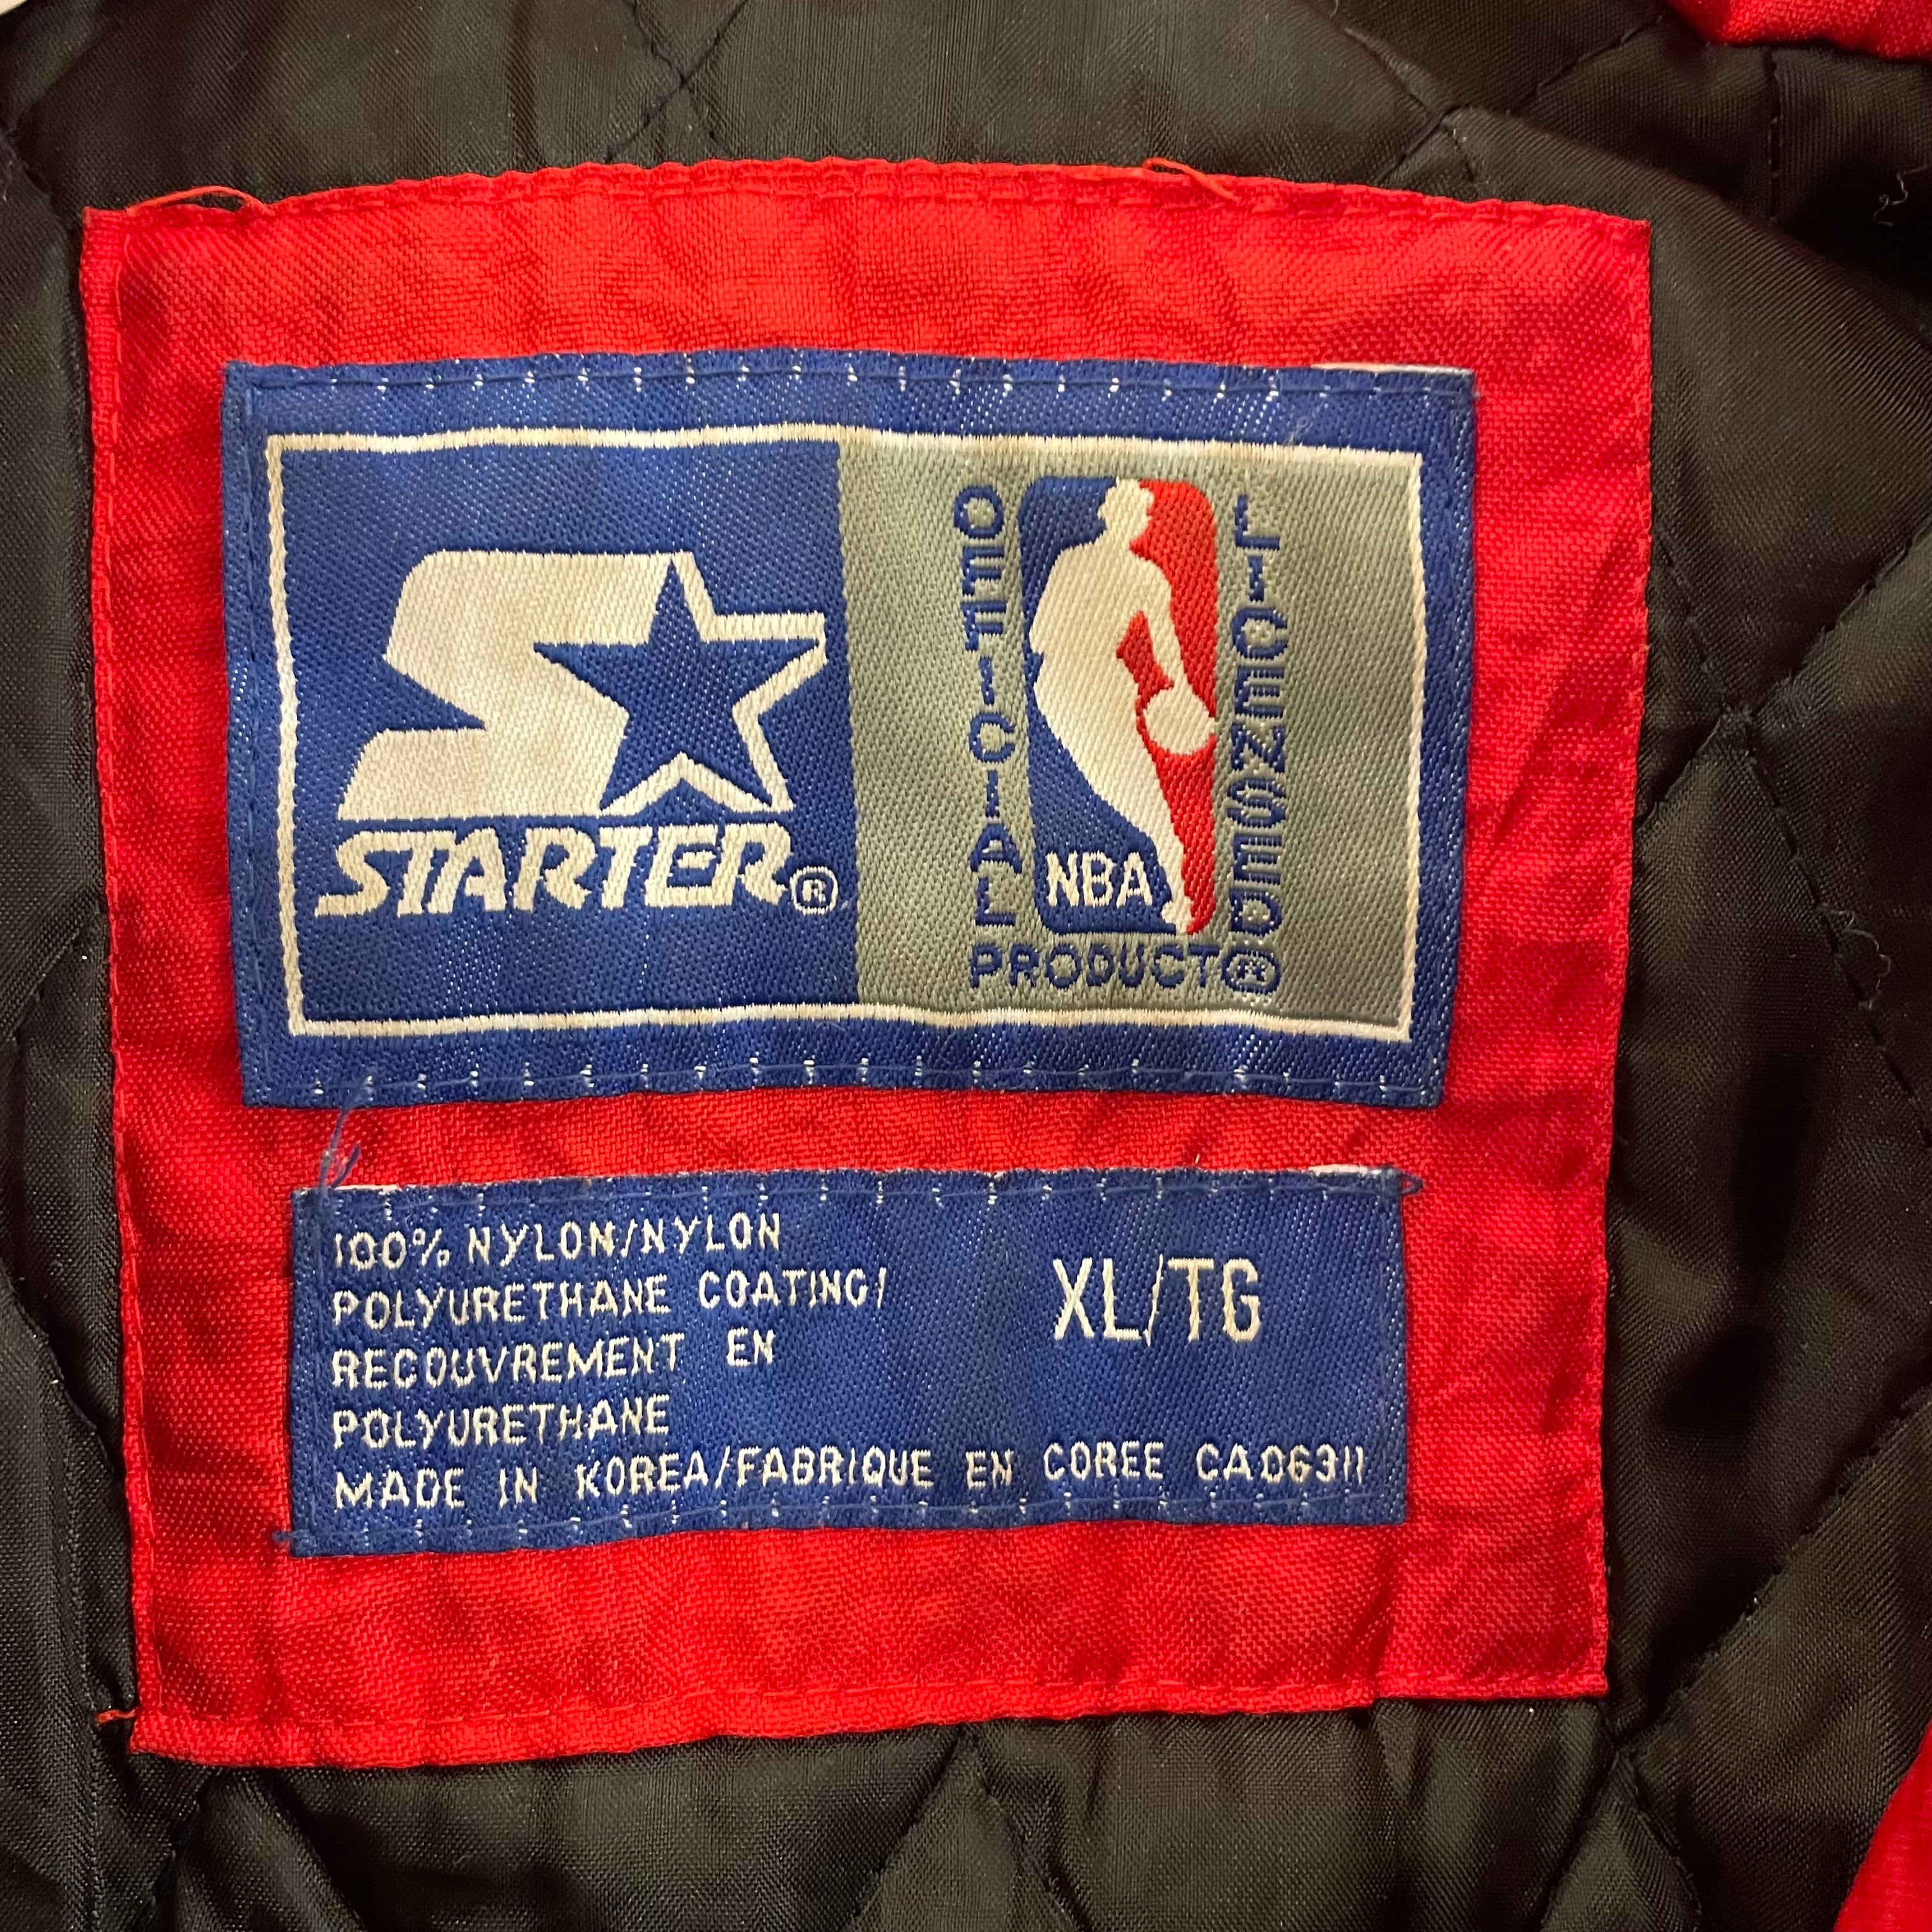 STARTER®
OFFICIAL
LICENSED
PRODUCT®
NBA
100% NYLON/NYLON
POLYURETHANE COATING/
RECOUVREMENT EN
POLYURETHANE
MADE IN KOREA/FABRIQUE EN COREE CA06311
XL/TG